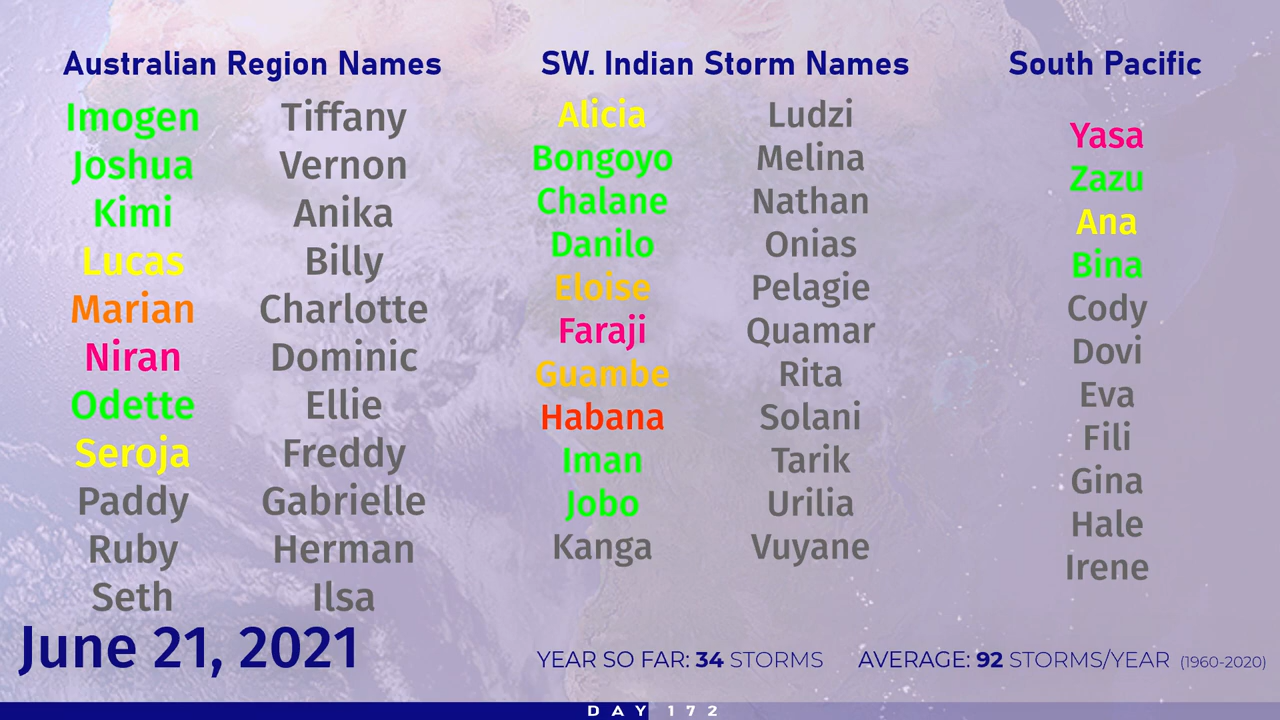 Australian Region Names
Imogen
Joshua
Kimi
Lucas
Marian
Niran
Odette
Seroja
Paddy
Ruby
Seth
Tiffany
Vernon
Anika
Billy
Charlotte
Dominic
Ellie
Freddy
Gabrielle
Herman
Ilsa
SW. Indian Storm Names
Alicia
Bongoyo
Chalane
Danilo
Eloise
Faraji
Guambe
Habana
Iman
Jobo
Kanga
Ludzi
Melina
Nathan
Onias
Pelagie
Quamar
Rita
Solani
Tarik
Urilia
Vuyane
South Pacific
Yasa
Zazu
Ana
Bina
Cody
Dovi
Eva
Fili
Gina
Hale
Irene
June 21, 2021
YEAR SO FAR: 34 STORMS
AVERAGE: 92 STORMS/YEAR (1960-2020)
DAY 172